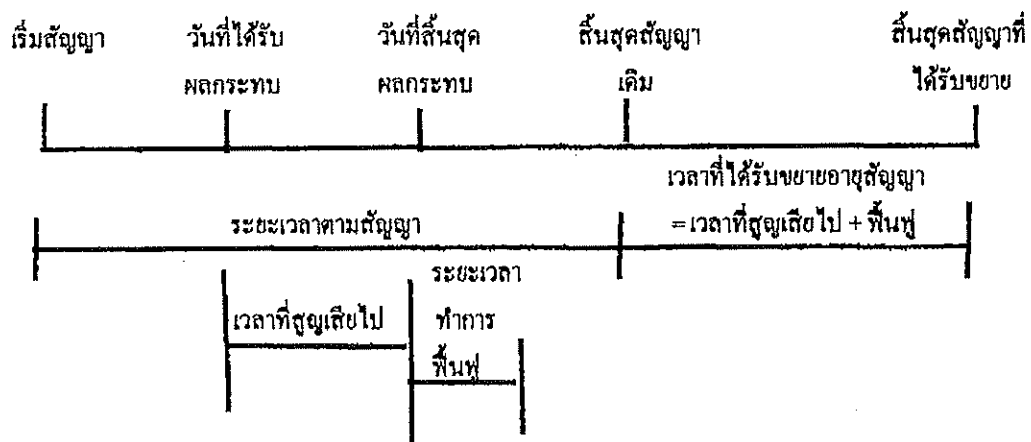 เริ่มสัญญา วันที่ได้รับ วันที่สิ้นสุด สิ้นสุดสัญญา สิ้นสุดสัญญาที่
ผลกระทบ ผลกระทบ เดิม ได้รับขยาย
เวลาที่ได้รับขยายอายุสัญญา
ระยะเวลาตามสัญญา =เวลาที่สูญเสียไป + ฟื้นฟู
ระยะเวลา
เวลาที่สูญเสียไป ทำการ
ฟื้นฟู